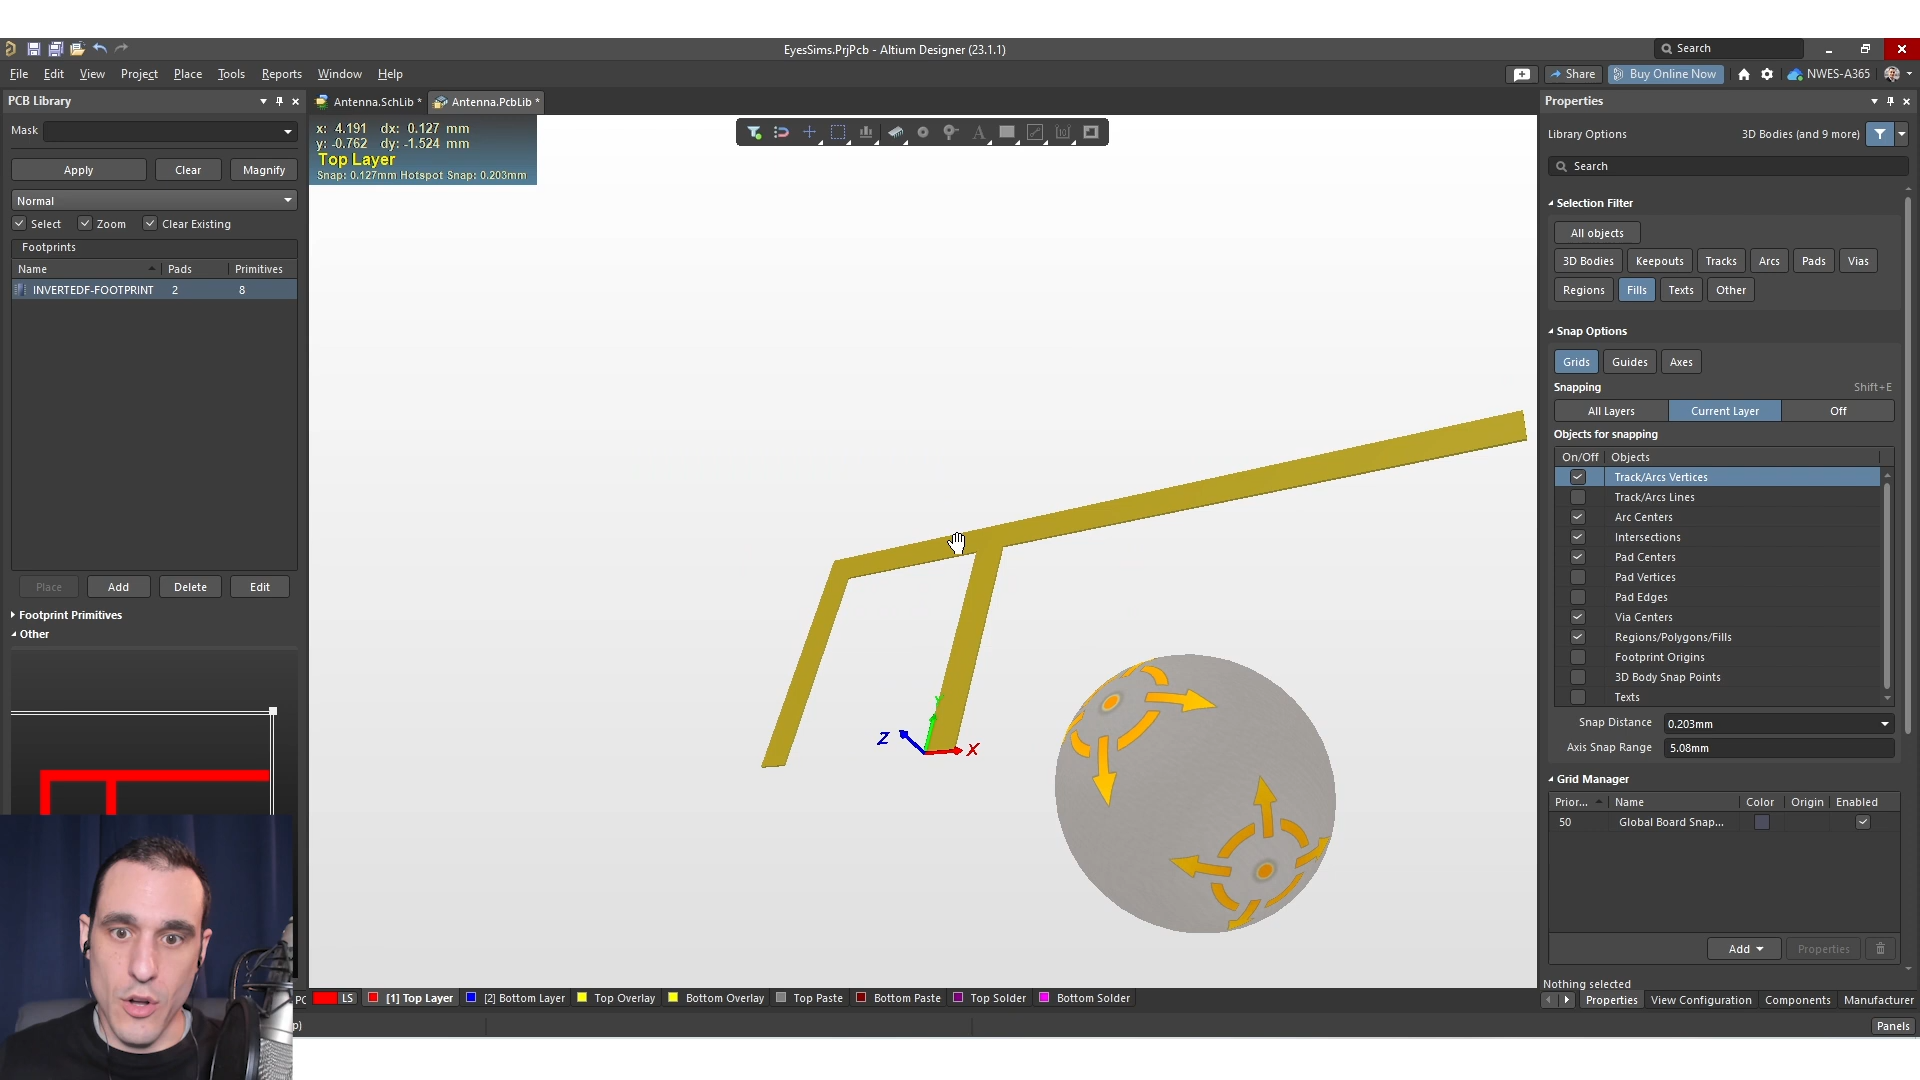 EyesSims.PrjPcb - Altium Designer (23.1.1)
Search
File Edit View Project Place Tools Reports Window Help
Share
Buy Online Now
NWES-A365
PCB Library
Antenna.SchLib *
Antenna.PcbLib *
Properties
Mask
Apply Clear Magnify
Normal
Select Zoom Clear Existing
Footprints
Name Pads Primitives
INVERTEDF-FOOTPRINT 2 8
Place Add Delete Edit
Footprint Primitives
Other
x: 4.191 dx: 0.127 mm
y: -0.762 dy: -1.524 mm
Top Layer
Snap: 0.127mm Hotspot Snap: 0.203mm
Z
Y
X
LS
[1] Top Layer
[2] Bottom Layer
Top Overlay
Bottom Overlay
Top Paste
Bottom Paste
Top Solder
Bottom Solder
Library Options
3D Bodies (and 9 more)
Search
Selection Filter
All objects
3D Bodies Keepouts Tracks Arcs Pads Vias
Regions Fills Texts Other
Snap Options
Grids Guides Axes
Snapping Shift+E
All Layers Current Layer Off
Objects for snapping
On/Off Objects
Track/Arcs Vertices
Track/Arcs Lines
Arc Centers
Intersections
Pad Centers
Pad Vertices
Pad Edges
Via Centers
Regions/Polygons/Fills
Footprint Origins
3D Body Snap Points
Texts
Snap Distance 0.203mm
Axis Snap Range 5.08mm
Grid Manager
Prior... Name Color Origin Enabled
50 Global Board Snap...
Add Properties
Nothing selected
Properties View Configuration Components Manufacturer
Panels